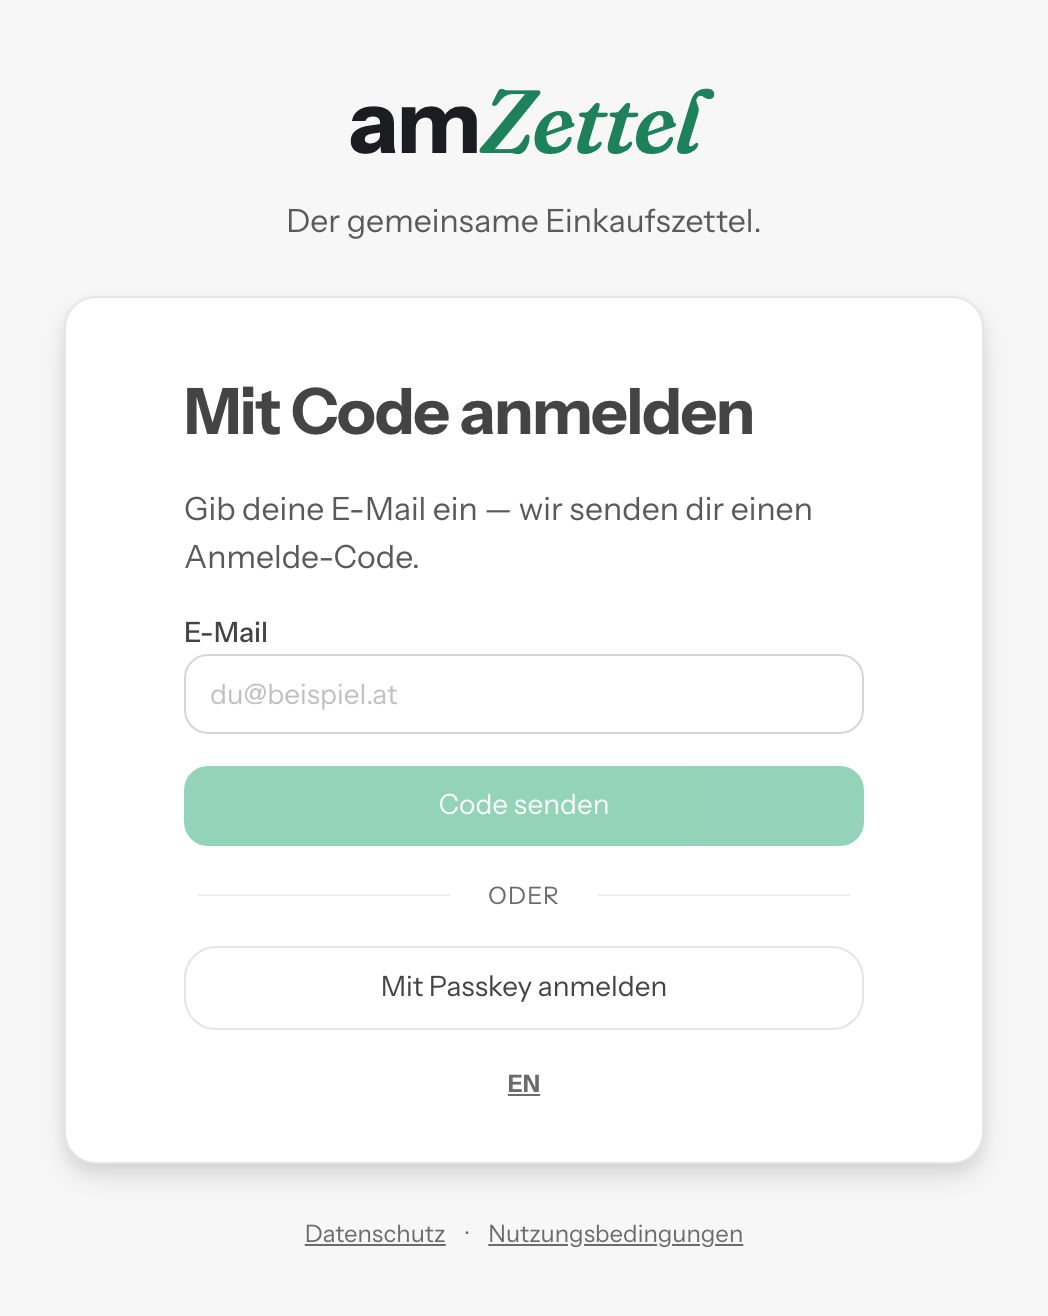 amZettel
Der gemeinsame Einkaufszettel.
Mit Code anmelden
Gib deine E-Mail ein — wir senden dir einen
Anmelde-Code.
E-Mail
du@beispiel.at
Code senden
ODER
Mit Passkey anmelden
EN
Datenschutz · Nutzungsbedingungen